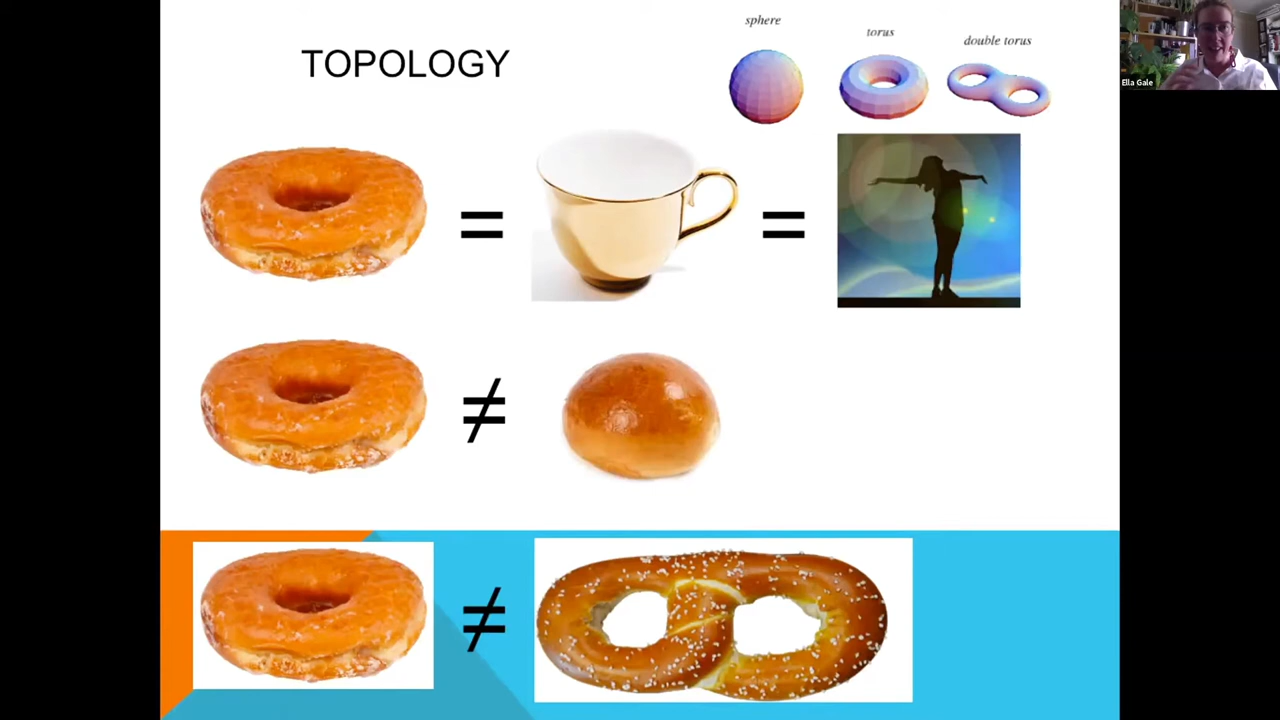 TOPOLOGY
sphere
torus
double torus
Ella Gale
=
=
≠
≠